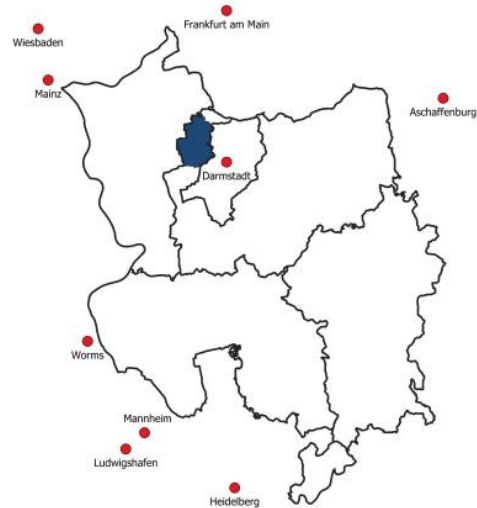 Frankfurt am Main
Wiesbaden
Mainz
Aschaffenburg
Darmstadt
Worms
Mannheim
Ludwigshafen
Heidelberg